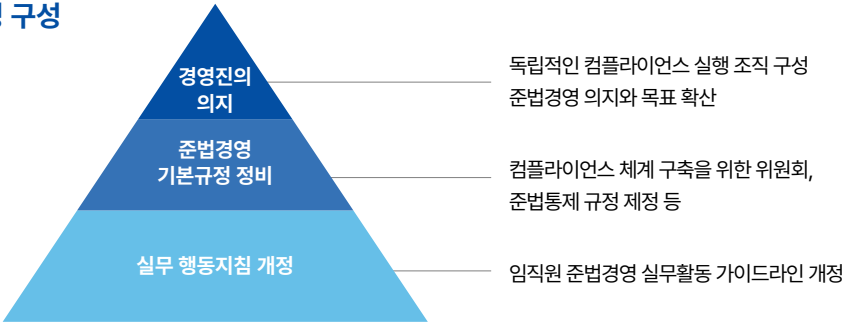 구성
경영진의
의지
독립적인 컴플라이언스 실행 조직 구성
준법경영 의지와 목표 확산
준법경영
기본규정 정비
컴플라이언스 체계 구축을 위한 위원회,
준법통제 규정 제정 등
실무 행동지침 개정
임직원 준법경영 실무활동 가이드라인 개정